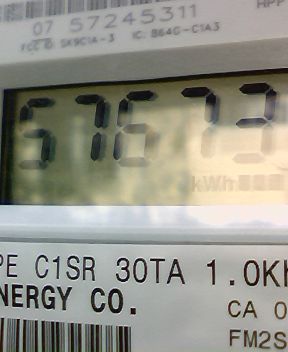 07 57245311
FCC ID SK9C1A-3 IC: 864G-C1A3
57673
kWh
PE C1SR 30TA 1.0Kh
NERGY CO.
CA 0
FM2S